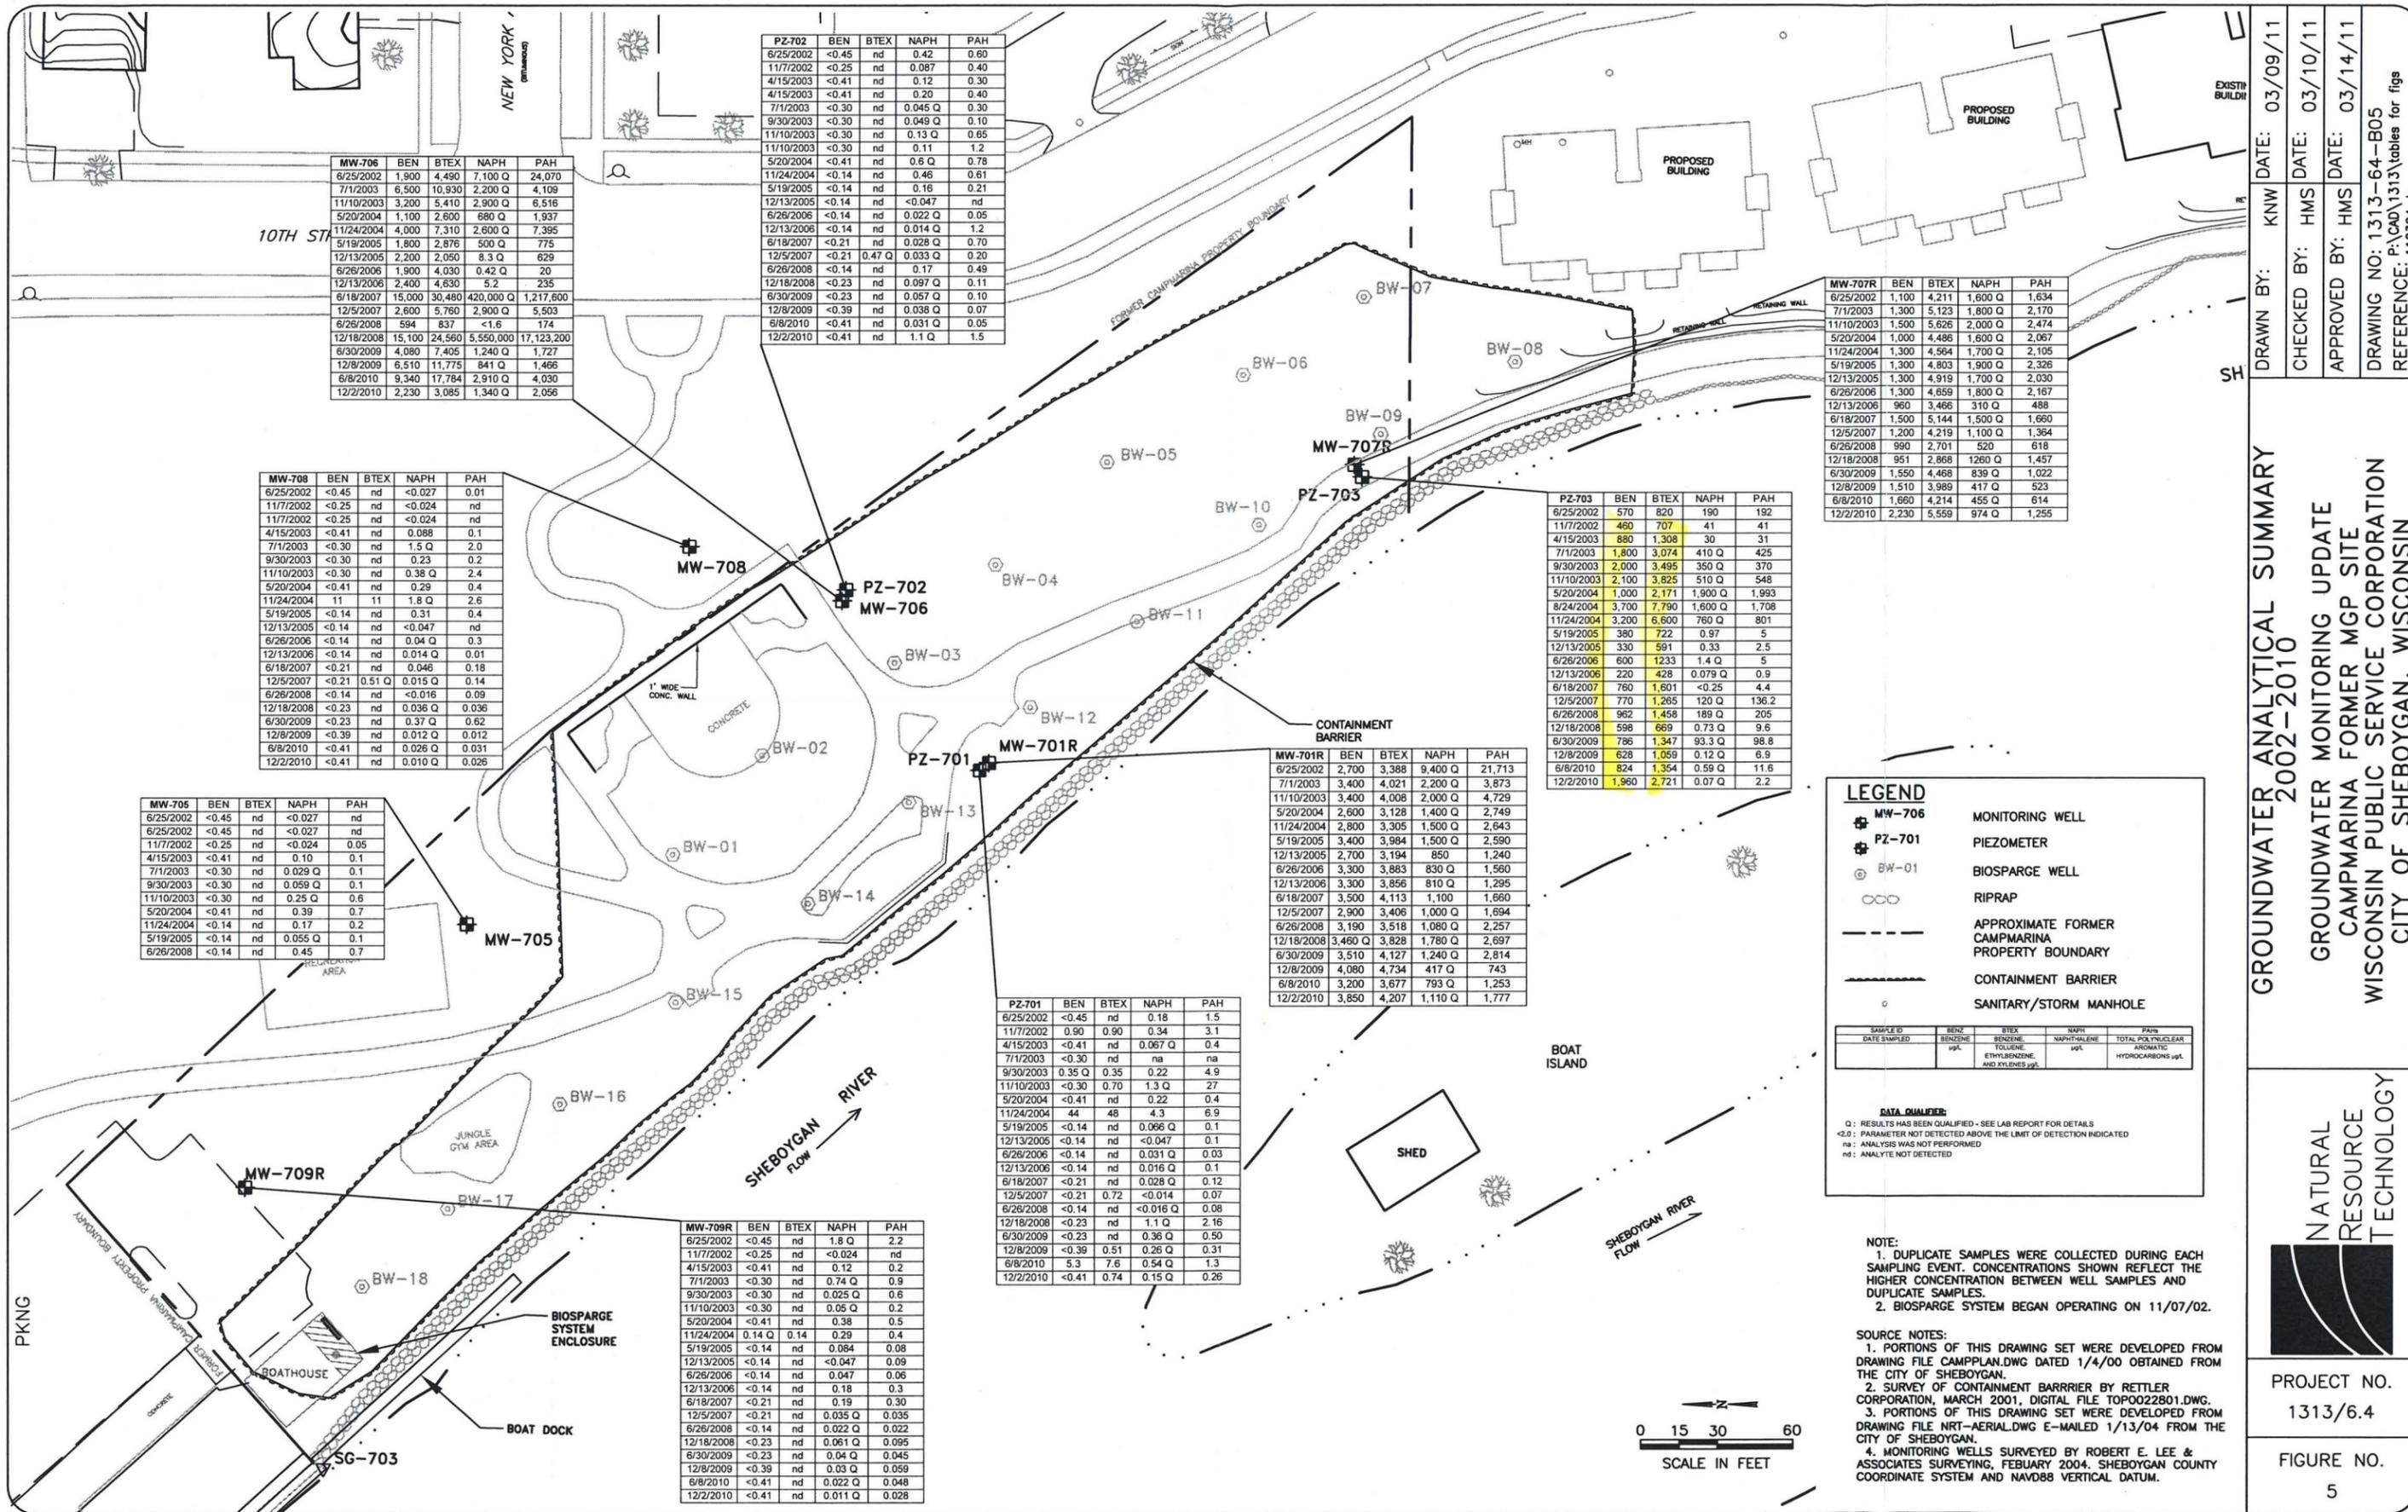 NEW YORK
(BITUMINOUS)
10TH
PZ-702 BEN BTEX NAPH PAH
6/25/2002 <0.45 nd 0.42 0.60
11/7/2002 <0.25 nd 0.087 0.40
4/15/2003 <0.41 nd 0.12 0.30
4/15/2003 <0.41 nd 0.20 0.40
7/1/2003 <0.30 nd 0.045 Q 0.30
9/30/2003 <0.30 nd 0.049 Q 0.10
11/10/2003 <0.30 nd 0.13 Q 0.65
11/10/2003 <0.30 nd 0.11 1.2
5/20/2004 <0.41 nd 0.6 Q 0.78
11/24/2004 <0.14 nd 0.46 0.61
5/19/2005 <0.14 nd 0.16 0.21
12/13/2005 <0.14 nd <0.047 nd
6/26/2006 <0.14 nd 0.022 Q 0.05
12/13/2006 <0.14 nd 0.014 Q 1.2
6/18/2007 <0.21 nd 0.028 Q 0.70
12/5/2007 <0.21 0.47 Q 0.033 Q 0.20
6/26/2008 <0.14 nd 0.17 0.49
12/18/2008 <0.23 nd 0.097 Q 0.11
6/30/2009 <0.23 nd 0.057 Q 0.10
12/8/2009 <0.39 nd 0.038 Q 0.07
6/8/2010 <0.41 nd 0.031 Q 0.05
12/2/2010 <0.41 nd 1.1 Q 1.5
MW-706 BEN BTEX NAPH PAH
6/25/2002 1,900 4,490 7,100 Q 24,070
7/1/2003 6,500 10,930 2,200 Q 4,109
11/10/2003 3,200 5,410 2,900 Q 6,516
5/20/2004 1,100 2,600 680 Q 1,937
11/24/2004 4,000 7,310 2,600 Q 7,395
5/19/2005 1,800 2,876 500 Q 775
12/13/2005 2,200 2,050 8.3 Q 629
6/26/2006 1,900 4,030 0.42 Q 20
12/13/2006 2,400 4,630 5.2 235
6/18/2007 15,000 30,480 420,000 Q 1,217,600
12/5/2007 2,600 5,760 2,900 Q 5,503
6/26/2008 594 837 <1.6 174
12/18/2008 15,100 24,560 5,550,000 17,123,200
6/30/2009 4,080 7,405 1,240 Q 1,727
12/8/2009 6,510 11,775 841 Q 1,466
6/8/2010 9,340 17,784 2,910 Q 4,030
12/2/2010 2,230 3,085 1,340 Q 2,056
MW-708 BEN BTEX NAPH PAH
6/25/2002 <0.45 nd <0.027 0.01
11/7/2002 <0.25 nd <0.024 nd
11/7/2002 <0.25 nd <0.024 nd
4/15/2003 <0.41 nd 0.088 0.1
7/1/2003 <0.30 nd 1.5 Q 2.0
9/30/2003 <0.30 nd 0.23 0.2
11/10/2003 <0.30 nd 0.38 Q 2.4
5/20/2004 <0.41 nd 0.29 0.4
11/24/2004 11 11 1.8 Q 2.6
5/19/2005 <0.14 nd 0.31 0.4
12/13/2005 <0.14 nd <0.047 nd
6/26/2006 <0.14 nd 0.04 Q 0.3
12/13/2006 <0.14 nd 0.014 Q 0.01
6/18/2007 <0.21 nd 0.046 0.18
12/5/2007 <0.21 0.51 Q 0.015 Q 0.14
6/26/2008 <0.14 nd <0.016 0.09
12/18/2008 <0.23 nd 0.036 Q 0.036
6/30/2009 <0.23 nd 0.37 Q 0.62
12/8/2009 <0.39 nd 0.012 Q 0.012
6/8/2010 <0.41 nd 0.026 Q 0.031
12/2/2010 <0.41 nd 0.010 Q 0.026
MW-705 BEN BTEX NAPH PAH
6/25/2002 <0.45 nd <0.027 nd
6/25/2002 <0.45 nd <0.027 nd
11/7/2002 <0.25 nd <0.024 0.05
4/15/2003 <0.41 nd 0.10 0.1
7/1/2003 <0.30 nd 0.029 Q 0.1
9/30/2003 <0.30 nd 0.059 Q 0.1
11/10/2003 <0.30 nd 0.25 Q 0.6
5/20/2004 <0.41 nd 0.39 0.7
11/24/2004 <0.14 nd 0.17 0.2
5/19/2005 <0.14 nd 0.055 Q 0.1
6/26/2008 <0.14 nd 0.45 0.7
MW-707R BEN BTEX NAPH PAH
6/25/2002 1,100 4,211 1,600 Q 1,634
7/1/2003 1,300 5,123 1,800 Q 2,170
11/10/2003 1,500 5,626 2,000 Q 2,474
5/20/2004 1,000 4,486 1,600 Q 2,067
11/24/2004 1,300 4,564 1,700 Q 2,105
5/19/2005 1,300 4,803 1,900 Q 2,326
12/13/2005 1,300 4,919 1,700 Q 2,030
6/26/2006 1,300 4,659 1,800 Q 2,167
12/13/2006 960 3,466 310 Q 488
6/18/2007 1,500 5,144 1,500 Q 1,660
12/5/2007 1,200 4,219 1,100 Q 1,364
6/26/2008 990 2,701 520 618
12/18/2008 951 2,868 1260 Q 1,457
6/30/2009 1,550 4,468 839 Q 1,022
12/8/2009 1,510 3,989 417 Q 523
6/8/2010 1,660 4,214 455 Q 614
12/2/2010 2,230 5,559 974 Q 1,255
PZ-703 BEN BTEX NAPH PAH
6/25/2002 570 820 190 192
11/7/2002 460 707 41 41
4/15/2003 880 1,308 30 31
7/1/2003 1,800 3,074 410 Q 425
9/30/2003 2,000 3,495 350 Q 370
11/10/2003 2,100 3,825 510 Q 548
5/20/2004 1,000 2,171 1,900 Q 1,993
8/24/2004 3,700 7,790 1,600 Q 1,708
11/24/2004 3,200 6,600 760 Q 801
5/19/2005 380 722 0.97 5
12/13/2005 330 591 0.33 2.5
6/26/2006 600 1233 1.4 Q 5
12/13/2006 220 428 0.079 Q 0.9
6/18/2007 760 1,601 <0.25 4.4
12/5/2007 770 1,265 120 Q 136.2
6/26/2008 962 1,458 189 Q 205
12/18/2008 598 669 0.73 Q 9.6
6/30/2009 786 1,347 93.3 Q 98.8
12/8/2009 628 1,059 0.12 Q 6.9
6/8/2010 824 1,354 0.59 Q 11.6
12/2/2010 1,960 2,721 0.07 Q 2.2
MW-701R BEN BTEX NAPH PAH
6/25/2002 2,700 3,388 9,400 Q 21,713
7/1/2003 3,400 4,021 2,200 Q 3,873
11/10/2003 3,400 4,008 2,000 Q 4,729
5/20/2004 2,600 3,128 1,400 Q 2,749
11/24/2004 2,800 3,305 1,500 Q 2,643
5/19/2005 3,400 3,984 1,500 Q 2,590
12/13/2005 2,700 3,194 850 1,240
6/26/2006 3,300 3,883 830 Q 1,560
12/13/2006 3,300 3,856 810 Q 1,295
6/18/2007 3,500 4,113 1,100 1,660
12/5/2007 2,900 3,406 1,000 Q 1,694
6/26/2008 3,190 3,518 1,080 Q 2,257
12/18/2008 3,460 Q 3,828 1,780 Q 2,697
6/30/2009 3,510 4,127 1,240 Q 2,814
12/8/2009 4,080 4,734 417 Q 743
6/8/2010 3,200 3,677 793 Q 1,253
12/2/2010 3,850 4,207 1,110 Q 1,777
PZ-701 BEN BTEX NAPH PAH
6/25/2002 <0.45 nd 0.18 1.5
11/7/2002 0.90 0.90 0.34 3.1
4/15/2003 <0.41 nd 0.067 Q 0.4
7/1/2003 <0.30 nd na na
9/30/2003 0.35 Q 0.35 0.22 4.9
11/10/2003 <0.30 0.70 1.3 Q 27
5/20/2004 <0.41 nd 0.22 0.4
11/24/2004 44 48 4.3 6.9
5/19/2005 <0.14 nd 0.066 Q 0.1
12/13/2005 <0.14 nd <0.047 0.1
6/26/2006 <0.14 nd 0.031 Q 0.03
12/13/2006 <0.14 nd 0.016 Q 0.1
6/18/2007 <0.21 nd 0.028 Q 0.12
12/5/2007 <0.21 0.72 <0.014 0.07
6/26/2008 <0.14 nd <0.016 Q 0.08
12/18/2008 <0.23 nd 1.1 Q 2.16
6/30/2009 <0.23 nd 0.36 Q 0.50
12/8/2009 <0.39 0.51 0.26 Q 0.31
6/8/2010 5.3 7.6 0.54 Q 1.3
12/2/2010 <0.41 0.74 0.15 Q 0.26
MW-709R BEN BTEX NAPH PAH
6/25/2002 <0.45 nd 1.8 Q 2.2
11/7/2002 <0.25 nd <0.024 nd
4/15/2003 <0.41 nd 0.12 0.2
7/1/2003 <0.30 nd 0.74 Q 0.9
9/30/2003 <0.30 nd 0.025 Q 0.6
11/10/2003 <0.30 nd 0.05 Q 0.2
5/20/2004 <0.41 nd 0.38 0.5
11/24/2004 0.14 Q 0.14 0.29 0.4
5/19/2005 <0.14 nd 0.084 0.08
12/13/2005 <0.14 nd <0.047 0.09
6/26/2006 <0.14 nd 0.047 0.06
12/13/2006 <0.14 nd 0.18 0.3
6/18/2007 <0.21 nd 0.19 0.30
12/5/2007 <0.21 nd 0.035 Q 0.035
6/26/2008 <0.14 nd 0.022 Q 0.022
12/18/2008 <0.23 nd 0.061 Q 0.095
6/30/2009 <0.23 nd 0.04 Q 0.045
12/8/2009 <0.39 nd 0.03 Q 0.059
6/8/2010 <0.41 nd 0.022 Q 0.048
12/2/2010 <0.41 nd 0.011 Q 0.028
PROPOSED
BUILDING
PROPOSED
BUILDING
MH
FORMER CAMPMARINA PROPERTY BOUNDARY
RETAINING WALL
RETAINING WALL
BW-07
BW-08
BW-06
BW-09
BW-05
MW-707R
PZ-703
BW-10
BW-04
BW-11
MW-708
PZ-702
MW-706
BW-03
1' WIDE
CONC. WALL
CONCRETE
BW-12
BW-02
CONTAINMENT
BARRIER
MW-701R
PZ-701
BW-13
BW-01
BW-14
MW-705
RECREATION
AREA
BW-15
BW-16
JUNGLE
GYM AREA
BW-17
BW-18
MW-709R
SHEBOYGAN RIVER
FLOW
BOAT
ISLAND
SHED
SHEBOYGAN RIVER
FLOW
FORMER CAMPMARINA PROPERTY BOUNDARY
PKNG
BOATHOUSE
BIOSPARGE
SYSTEM
ENCLOSURE
BOAT DOCK
CONCRETE
SG-703
N
0 15 30 60
SCALE IN FEET
LEGEND
MW-706 MONITORING WELL
PZ-701 PIEZOMETER
BW-01 BIOSPARGE WELL
RIPRAP
APPROXIMATE FORMER
CAMPMARINA
PROPERTY BOUNDARY
CONTAINMENT BARRIER
SANITARY/STORM MANHOLE
SAMPLE ID BENZ BTEX NAPH PAHs
DATE SAMPLED BENZENE BENZENE, NAPHTHALENE TOTAL POLYNUCLEAR
µg/L TOLUENE, µg/L AROMATIC
ETHYLBENZENE, HYDROCARBONS µg/L
AND XYLENES µg/L
DATA QUALIFIER:
Q : RESULTS HAS BEEN QUALIFIED - SEE LAB REPORT FOR DETAILS
<2.0 : PARAMETER NOT DETECTED ABOVE THE LIMIT OF DETECTION INDICATED
na : ANALYSIS WAS NOT PERFORMED
nd : ANALYTE NOT DETECTED
NOTE:
1. DUPLICATE SAMPLES WERE COLLECTED DURING EACH
SAMPLING EVENT. CONCENTRATIONS SHOWN REFLECT THE
HIGHER CONCENTRATION BETWEEN WELL SAMPLES AND
DUPLICATE SAMPLES.
2. BIOSPARGE SYSTEM BEGAN OPERATING ON 11/07/02.
SOURCE NOTES:
1. PORTIONS OF THIS DRAWING SET WERE DEVELOPED FROM
DRAWING FILE CAMPPLAN.DWG DATED 1/4/00 OBTAINED FROM
THE CITY OF SHEBOYGAN.
2. SURVEY OF CONTAINMENT BARRRIER BY RETTLER
CORPORATION, MARCH 2001, DIGITAL FILE TOPO022801.DWG.
3. PORTIONS OF THIS DRAWING SET WERE DEVELOPED FROM
DRAWING FILE NRT-AERIAL.DWG E-MAILED 1/13/04 FROM THE
CITY OF SHEBOYGAN.
4. MONITORING WELLS SURVEYED BY ROBERT E. LEE &
ASSOCIATES SURVEYING, FEBUARY 2004. SHEBOYGAN COUNTY
COORDINATE SYSTEM AND NAVD88 VERTICAL DATUM.
DRAWN BY: KNW DATE: 03/09/11
CHECKED BY: HMS DATE: 03/10/11
APPROVED BY: HMS DATE: 03/14/11
DRAWING NO: 1313-64-B05
REFERENCE: P:\CAD\1313\tables for figs
GROUNDWATER ANALYTICAL SUMMARY
2002-2010
GROUNDWATER MONITORING UPDATE
CAMPMARINA FORMER MGP SITE
WISCONSIN PUBLIC SERVICE CORPORATION
CITY OF SHEBOYGAN, WISCONSIN
NATURAL
RESOURCE
TECHNOLOGY
PROJECT NO.
1313/6.4
FIGURE NO.
5